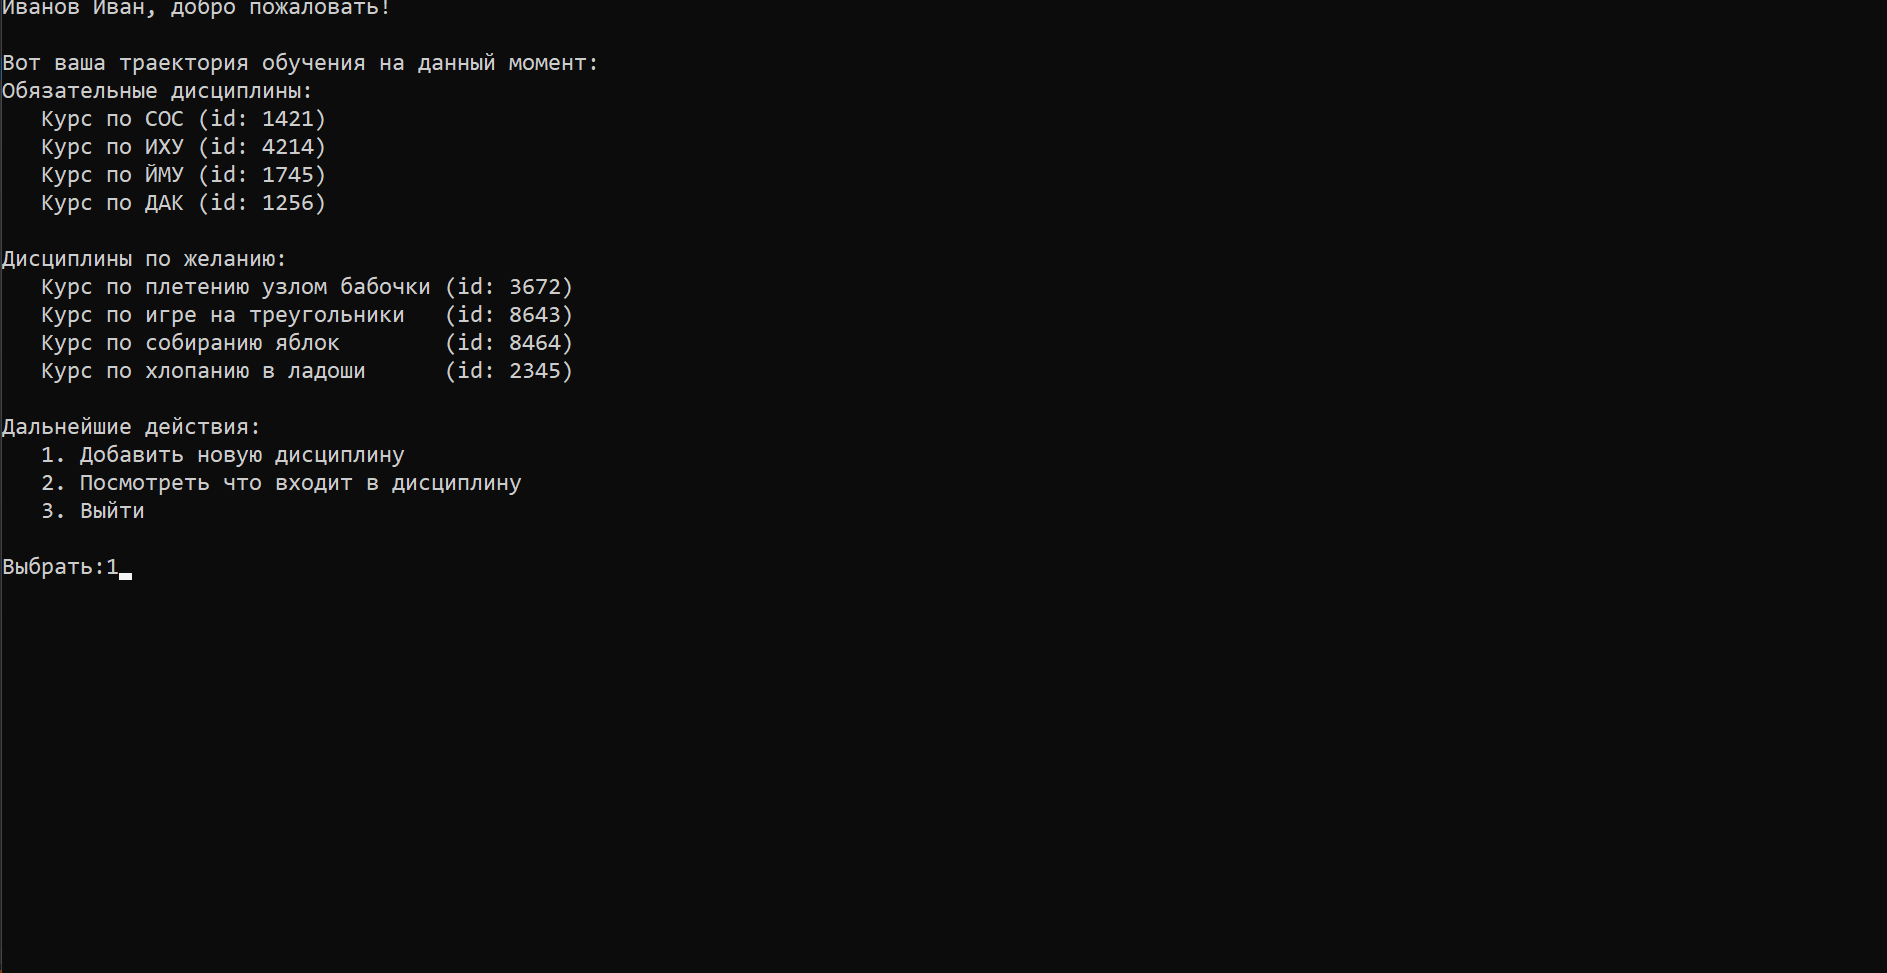 Иванов Иван, добро пожаловать!
Вот ваша траектория обучения на данный момент:
Обязательные дисциплины:
Курс по СОС (id: 1421)
Курс по ИХУ (id: 4214)
Курс по ЙМУ (id: 1745)
Курс по ДАК (id: 1256)
Дисциплины по желанию:
Курс по плетению узлом бабочки (id: 3672)
Курс по игре на треугольники (id: 8643)
Курс по собиранию яблок (id: 8464)
Курс по хлопанию в ладоши (id: 2345)
Дальнейшие действия:
1. Добавить новую дисциплину
2. Посмотреть что входит в дисциплину
3. Выйти
Выбрать:1